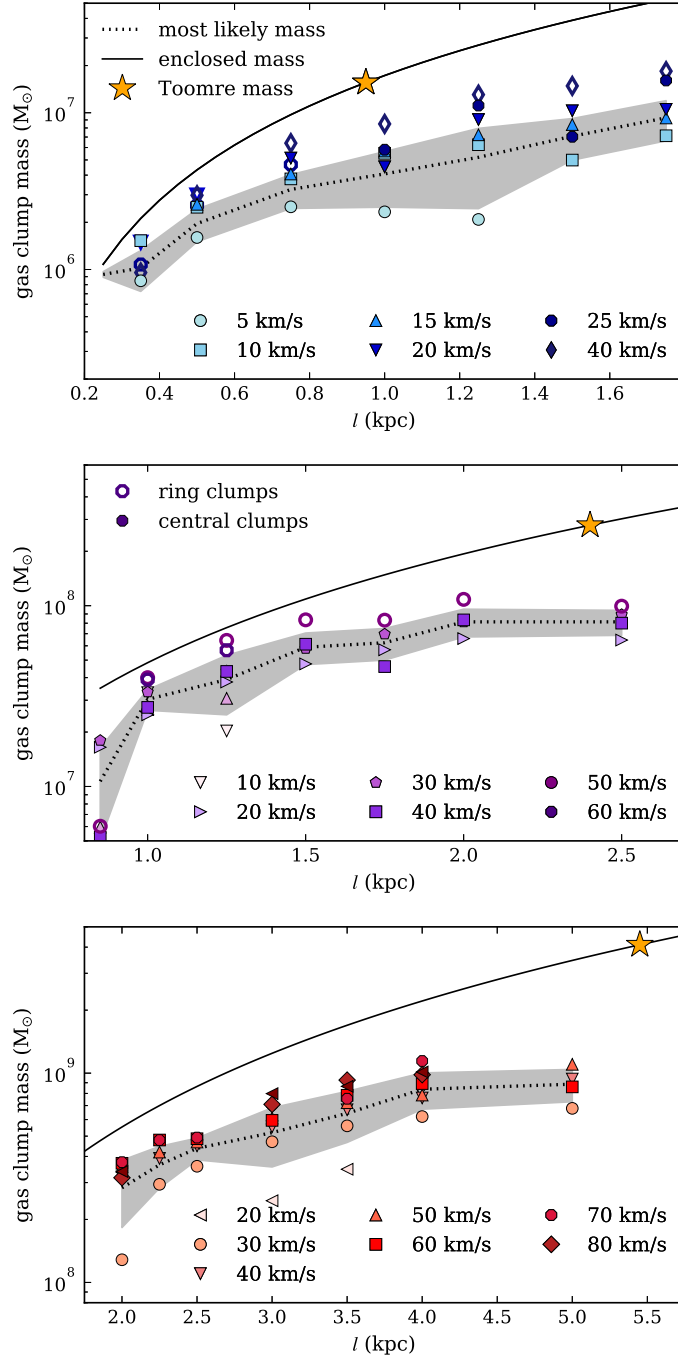 most likely mass
enclosed mass
Toomre mass
gas clump mass (M⊙)
10⁷
10⁶
5 km/s
15 km/s
25 km/s
10 km/s
20 km/s
40 km/s
0.2 0.4 0.6 0.8 1.0 1.2 1.4 1.6
l (kpc)
ring clumps
central clumps
gas clump mass (M⊙)
10⁸
10⁷
10 km/s
30 km/s
50 km/s
20 km/s
40 km/s
60 km/s
1.0 1.5 2.0 2.5
l (kpc)
gas clump mass (M⊙)
10⁹
10⁸
20 km/s
50 km/s
70 km/s
30 km/s
60 km/s
80 km/s
40 km/s
2.0 2.5 3.0 3.5 4.0 4.5 5.0 5.5
l (kpc)